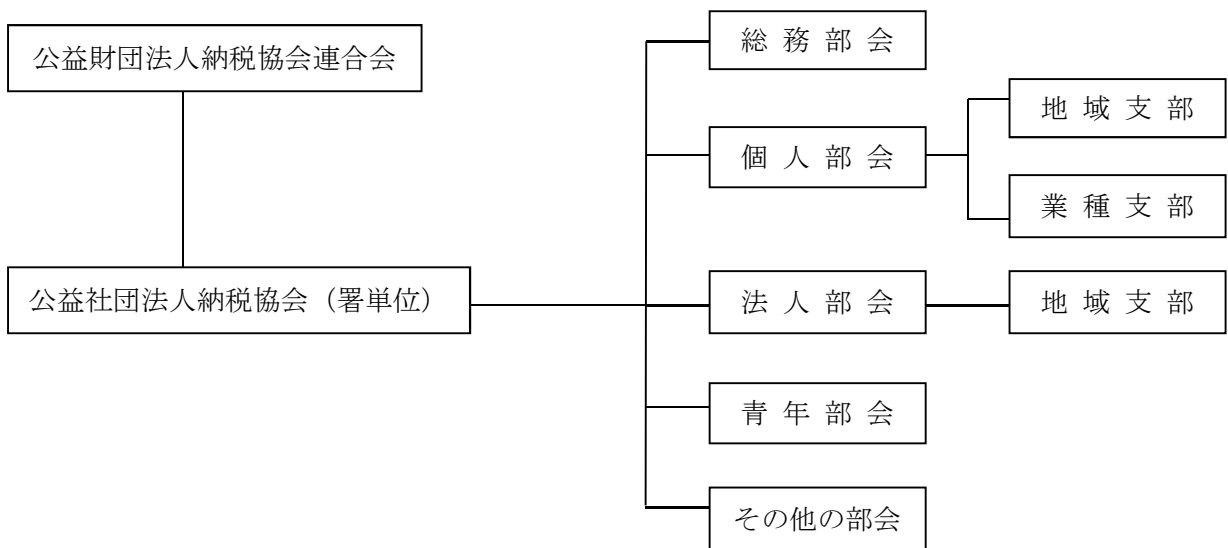 公益財団法人納税協会連合会
公益社団法人納税協会（署単位）
総務部会
個人部会
地域支部
業種支部
法人部会
地域支部
青年部会
その他の部会